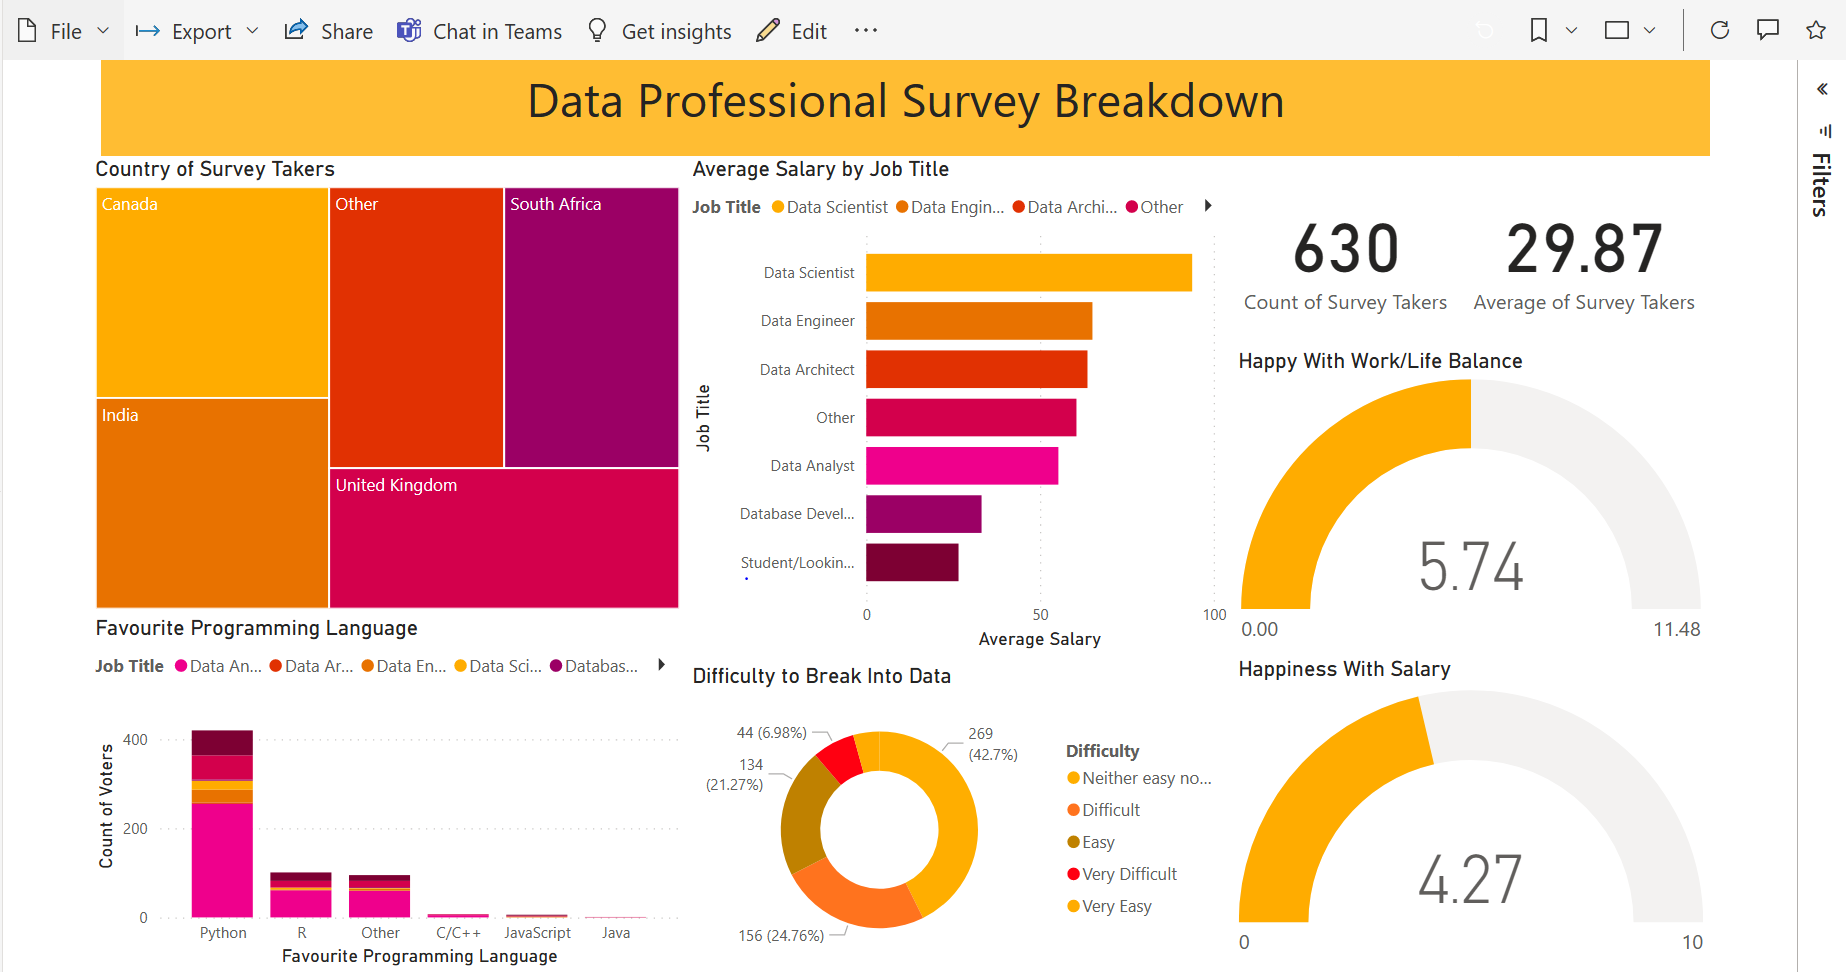 File Export Share Chat in Teams Get insights Edit ...
Data Professional Survey Breakdown
Filters
Country of Survey Takers
Canada
Other
South Africa
India
United Kingdom
Average Salary by Job Title
Job Title Data Scientist Data Engin... Data Archi... Other
Job Title
Data Scientist
Data Engineer
Data Architect
Other
Data Analyst
Database Devel...
Student/Lookin...
0 50 100
Average Salary
630
Count of Survey Takers
29.87
Average of Survey Takers
Happy With Work/Life Balance
5.74
0.00 11.48
Favourite Programming Language
Job Title Data An... Data Ar... Data En... Data Sci... Databas...
Count of Voters
400
200
0
Python R Other C/C++ JavaScript Java
Favourite Programming Language
Difficulty to Break Into Data
44 (6.98%)
269
(42.7%)
134
(21.27%)
156 (24.76%)
Difficulty
Neither easy no...
Difficult
Easy
Very Difficult
Very Easy
Happiness With Salary
4.27
0 10